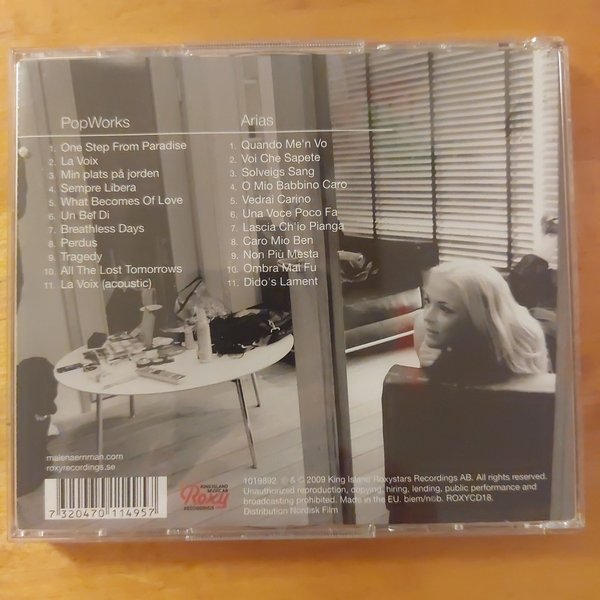 PopWorks
1. One Step From Paradise
2. La Voix
3. Min plats på jorden
4. Sempre Libera
5. What Becomes Of Love
6. Un Bel Di
7. Breathless Days
8. Perdus
9. Tragedy
10. All The Lost Tomorrows
11. La Voix (acoustic)
Arias
1. Quando Me'n Vo
2. Voi Che Sapete
3. Solveigs Sang
4. O Mio Babbino Caro
5. Vedrai Carino
6. Una Voce Poco Fa
7. Lascia Ch'io Pianga
8. Caro Mio Ben
9. Non Più Mesta
10. Ombra Mai Fu
11. Dido's Lament
malenaernman.com
roxyrecordings.se
7 320470 114957
KING ISLAND
Roxy
RECORDINGS
1019892 ℗ & © 2009 King Island Roxystars Recordings AB. All rights reserved.
Unauthorized reproduction, copying, hiring, lending, public performance and
broadcasting prohibited. Made in the EU. biem/n©b. ROXYCD18.
Distribution Nordisk Film